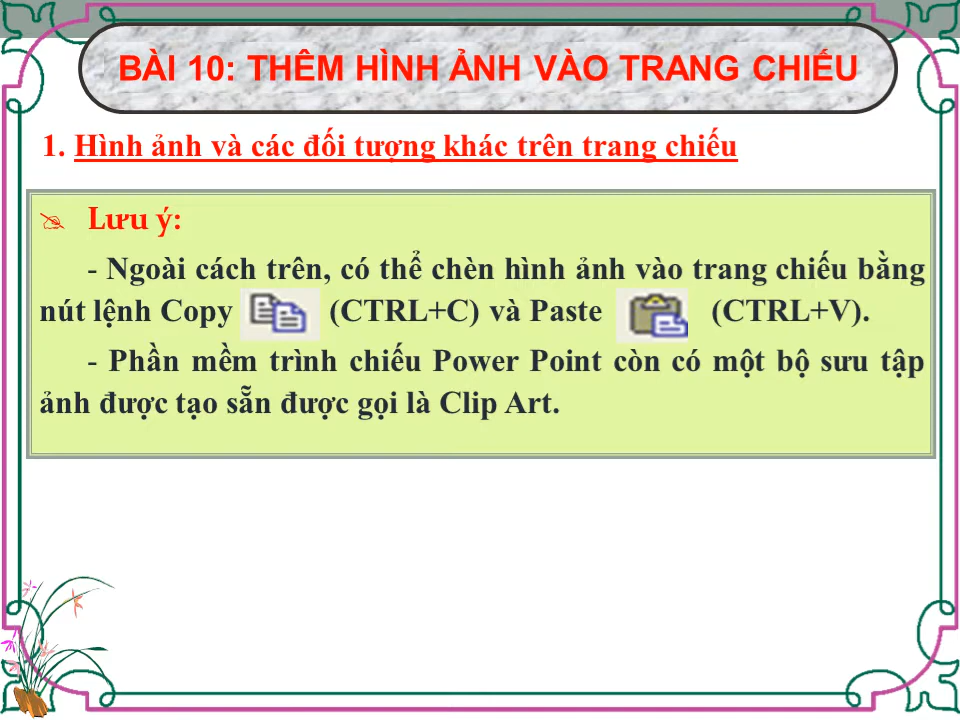 BÀI 10: THÊM HÌNH ẢNH VÀO TRANG CHIẾU
1. Hình ảnh và các đối tượng khác trên trang chiếu
Lưu ý:
- Ngoài cách trên, có thể chèn hình ảnh vào trang chiếu bằng
nút lệnh Copy (CTRL+C) và Paste (CTRL+V).
- Phần mềm trình chiếu Power Point còn có một bộ sưu tập
ảnh được tạo sẵn được gọi là Clip Art.